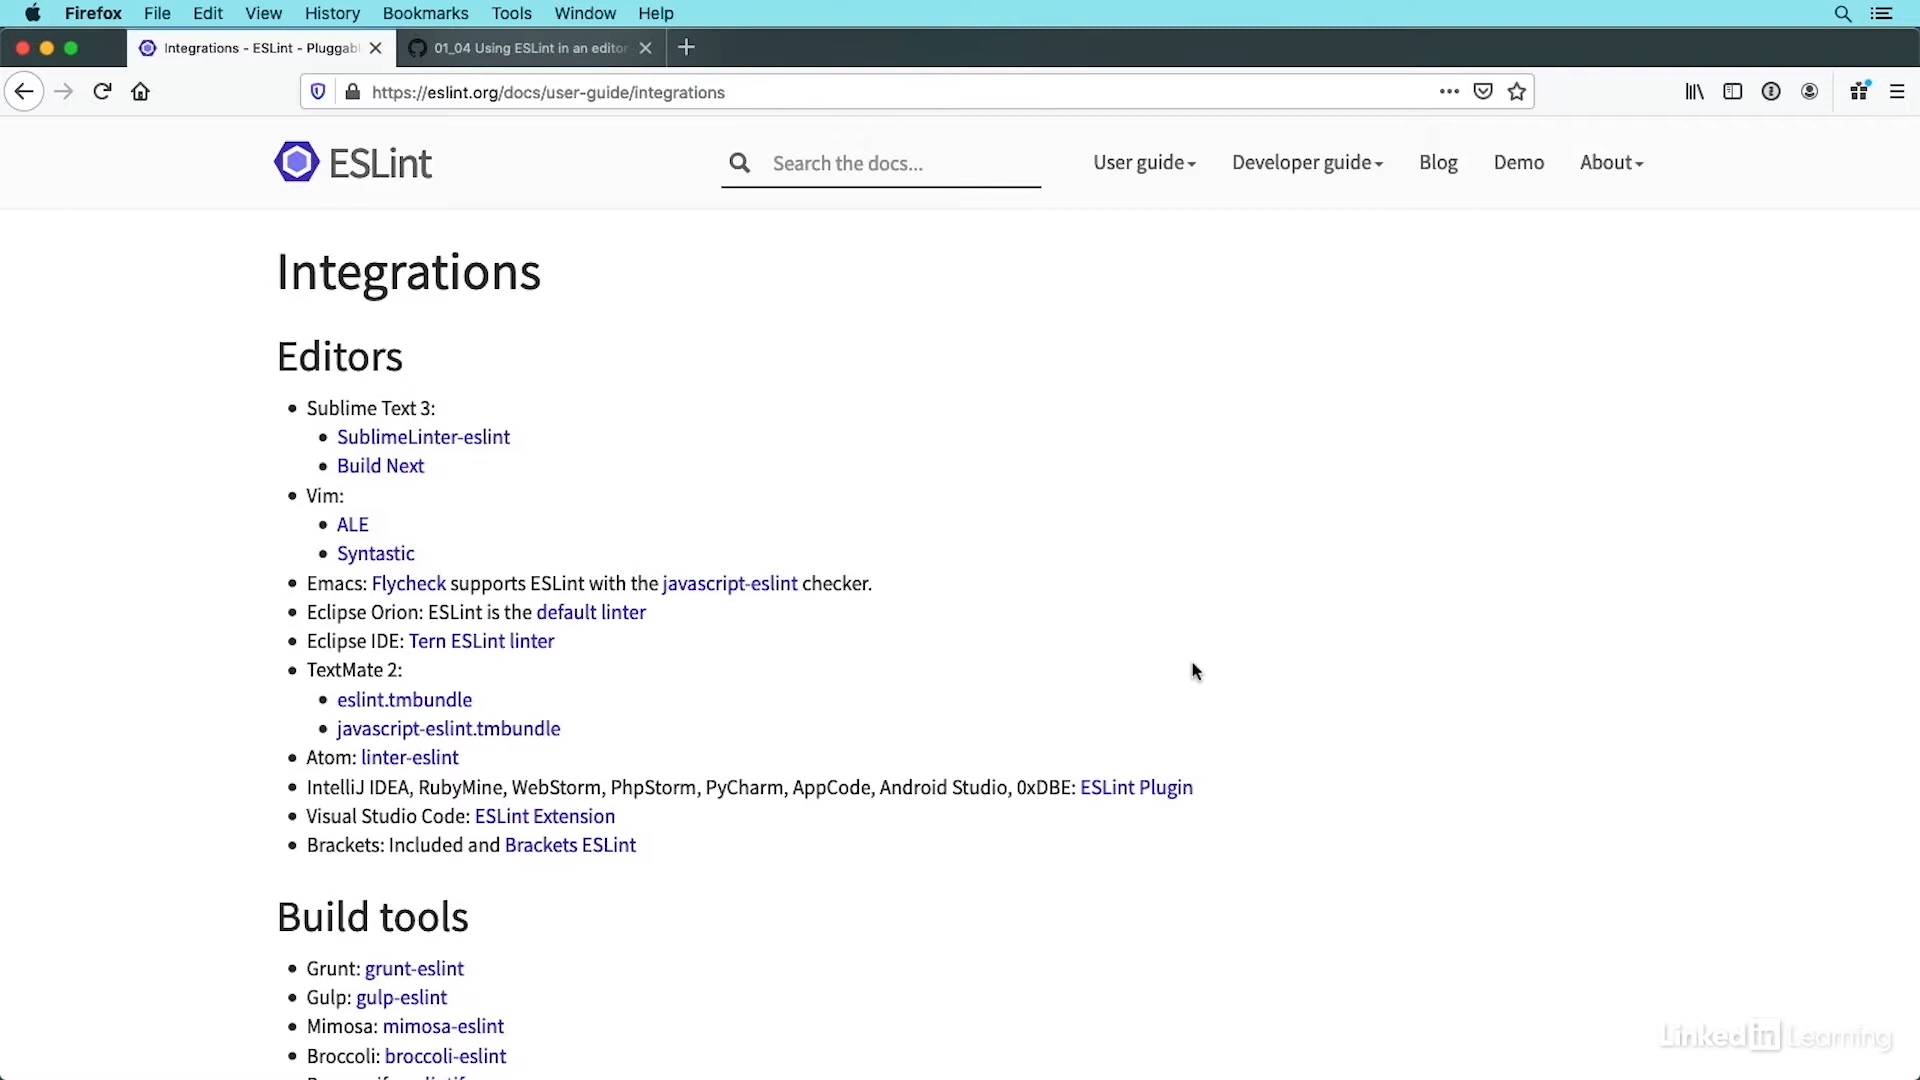 Firefox File Edit View History Bookmarks Tools Window Help
Integrations - ESLint - Pluggabl
01_04 Using ESLint in an editor
https://eslint.org/docs/user-guide/integrations
ESLint
Search the docs...
User guide
Developer guide
Blog
Demo
About
Integrations
Editors
Sublime Text 3:
SublimeLinter-eslint
Build Next
Vim:
ALE
Syntastic
Emacs: Flycheck supports ESLint with the javascript-eslint checker.
Eclipse Orion: ESLint is the default linter
Eclipse IDE: Tern ESLint linter
TextMate 2:
eslint.tmbundle
javascript-eslint.tmbundle
Atom: linter-eslint
IntelliJ IDEA, RubyMine, WebStorm, PhpStorm, PyCharm, AppCode, Android Studio, 0xDBE: ESLint Plugin
Visual Studio Code: ESLint Extension
Brackets: Included and Brackets ESLint
Build tools
Grunt: grunt-eslint
Gulp: gulp-eslint
Mimosa: mimosa-eslint
Broccoli: broccoli-eslint
LinkedIn Learning